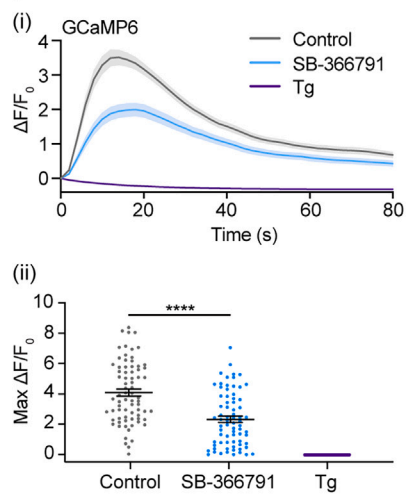 (i)
GCaMP6
Control
SB-366791
Tg
ΔF/F0
4
3
2
1
0
0 20 40 60 80
Time (s)
(ii)
****
Max ΔF/F0
10
8
6
4
2
0
Control SB-366791 Tg